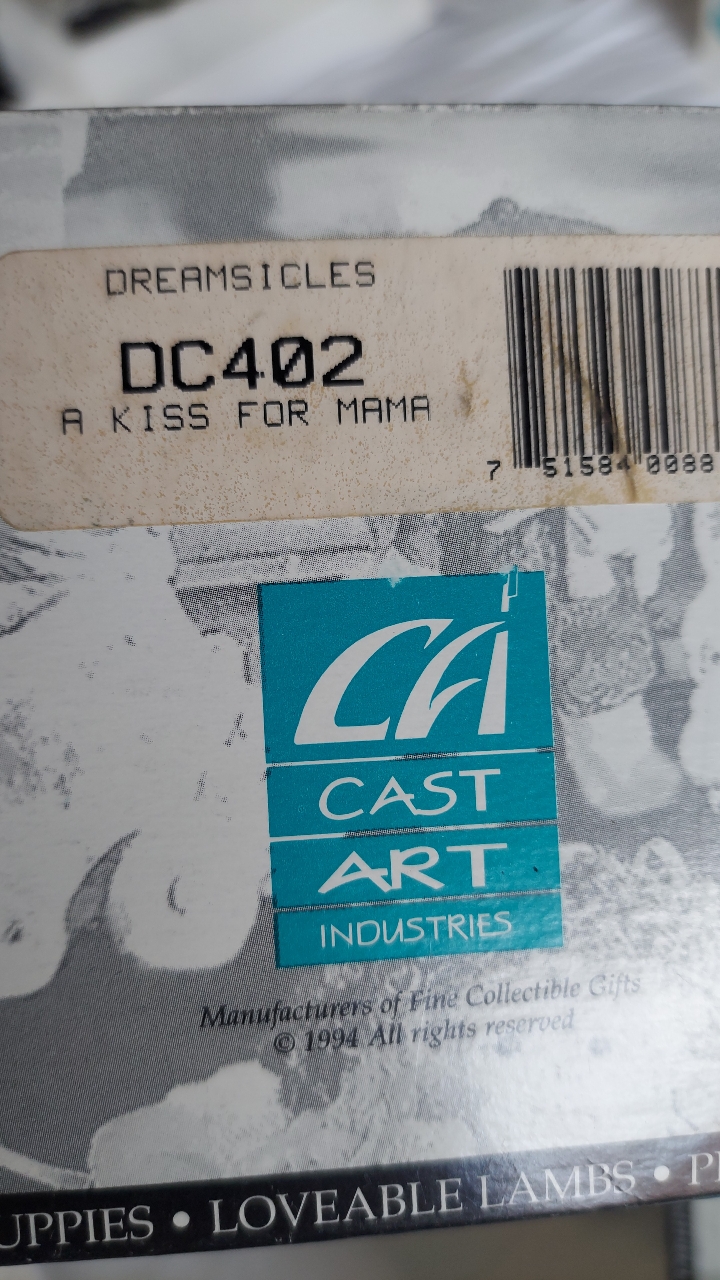 DREAMSICLES
DC402
A KISS FOR MAMA
7 51584 0088
CAi
CAST
ART
INDUSTRIES
Manufacturers of Fine Collectible Gifts
© 1994 All rights reserved
UPPIES • LOVEABLE LAMBS •